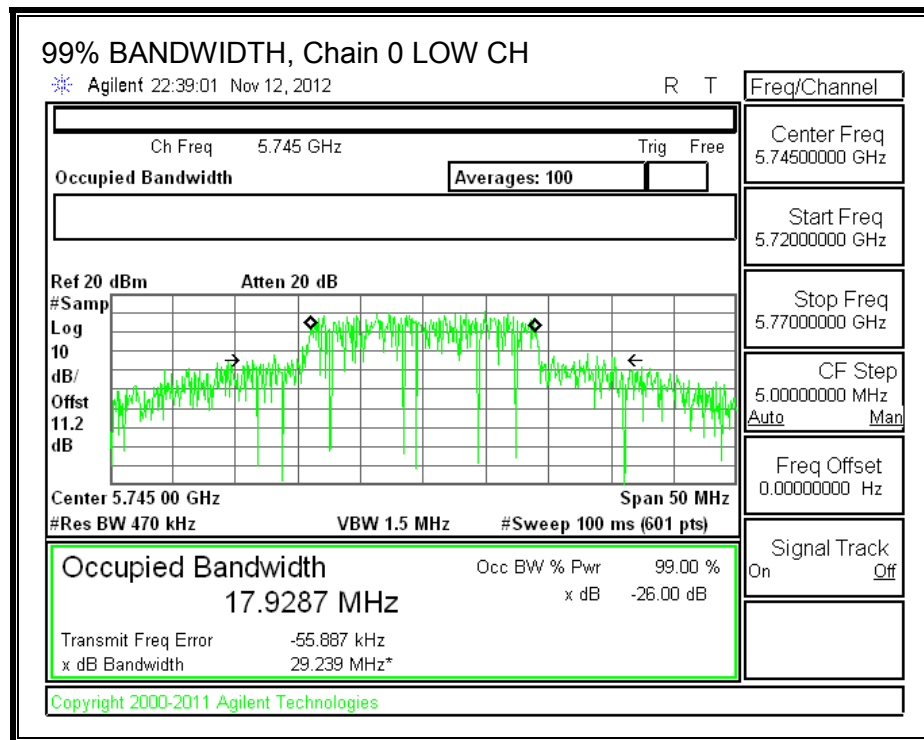 99% BANDWIDTH, Chain 0 LOW CH
Agilent 22:39:01 Nov 12, 2012 R T
Freq/Channel
Ch Freq 5.745 GHz Trig Free
Occupied Bandwidth Averages: 100
Center Freq
5.74500000 GHz
Start Freq
5.72000000 GHz
Stop Freq
5.77000000 GHz
CF Step
5.00000000 MHz
Auto Man
Freq Offset
0.00000000 Hz
Signal Track
On Off
Ref 20 dBm Atten 20 dB
#Samp
Log
10
dB/
Offst
11.2
dB
Center 5.745 00 GHz Span 50 MHz
#Res BW 470 kHz VBW 1.5 MHz #Sweep 100 ms (601 pts)
Occupied Bandwidth Occ BW % Pwr 99.00 %
17.9287 MHz x dB -26.00 dB
Transmit Freq Error -55.887 kHz
x dB Bandwidth 29.239 MHz*
Copyright 2000-2011 Agilent Technologies